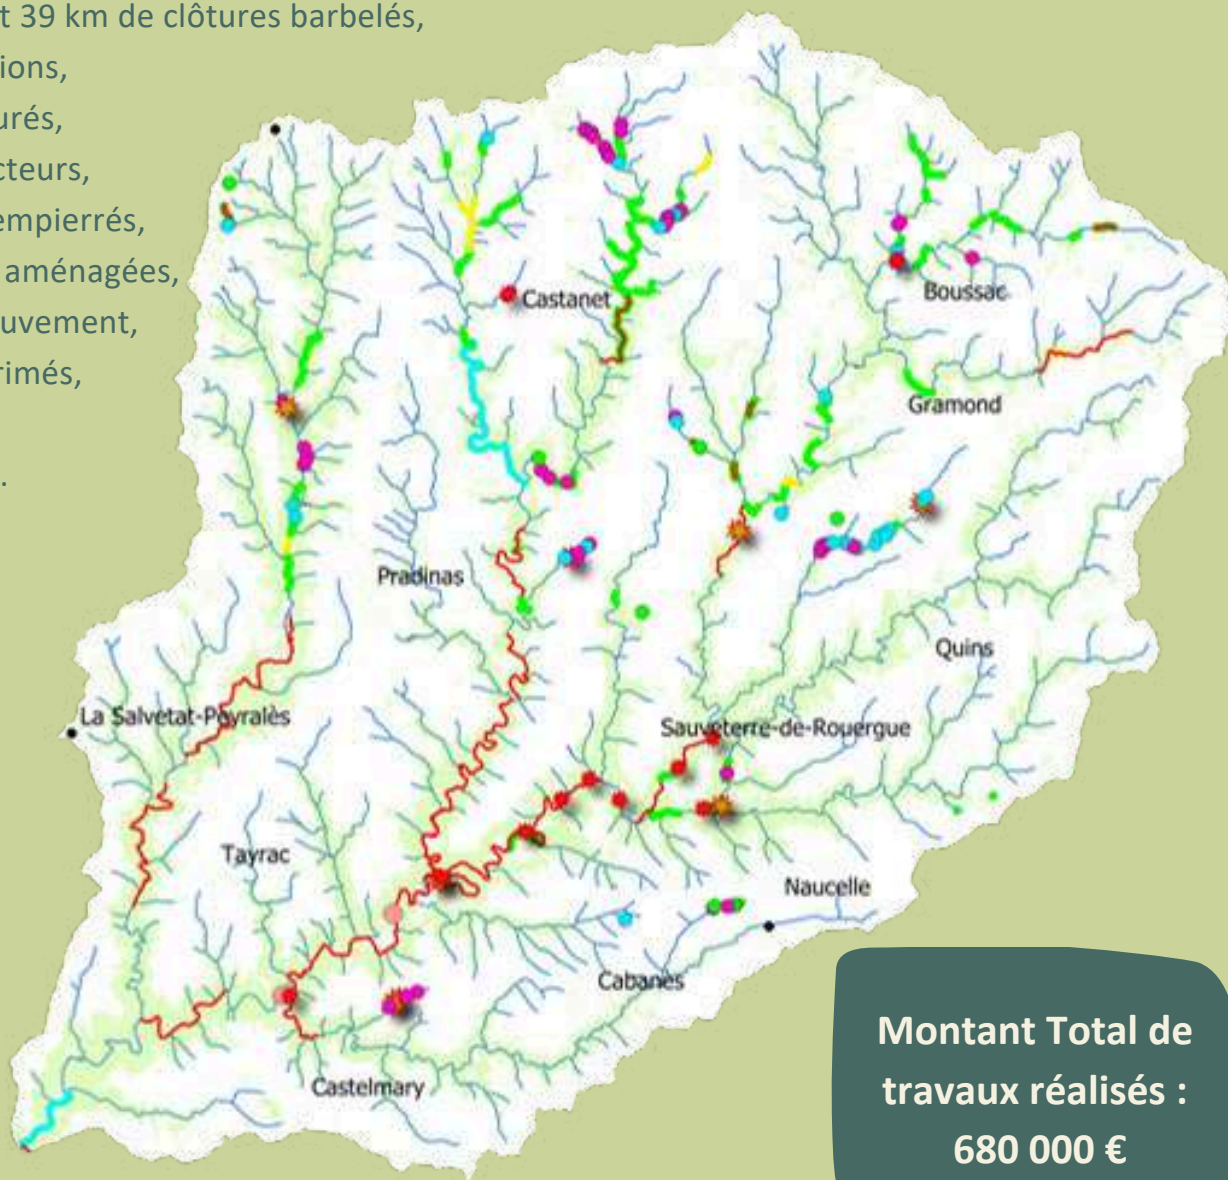 t 39 km de clôtures barbelés,
ions,
urés,
cteurs,
empierrés,
aménagées,
uvement,
rimés,
.
Castanet
Boussac
Gramond
Pradinas
Quins
La Salvetat-Peyralès
Sauveterre-de-Rouergue
Tayrac
Naucelle
Cabanès
Castelmary
Montant Total de
travaux réalisés :
680 000 €